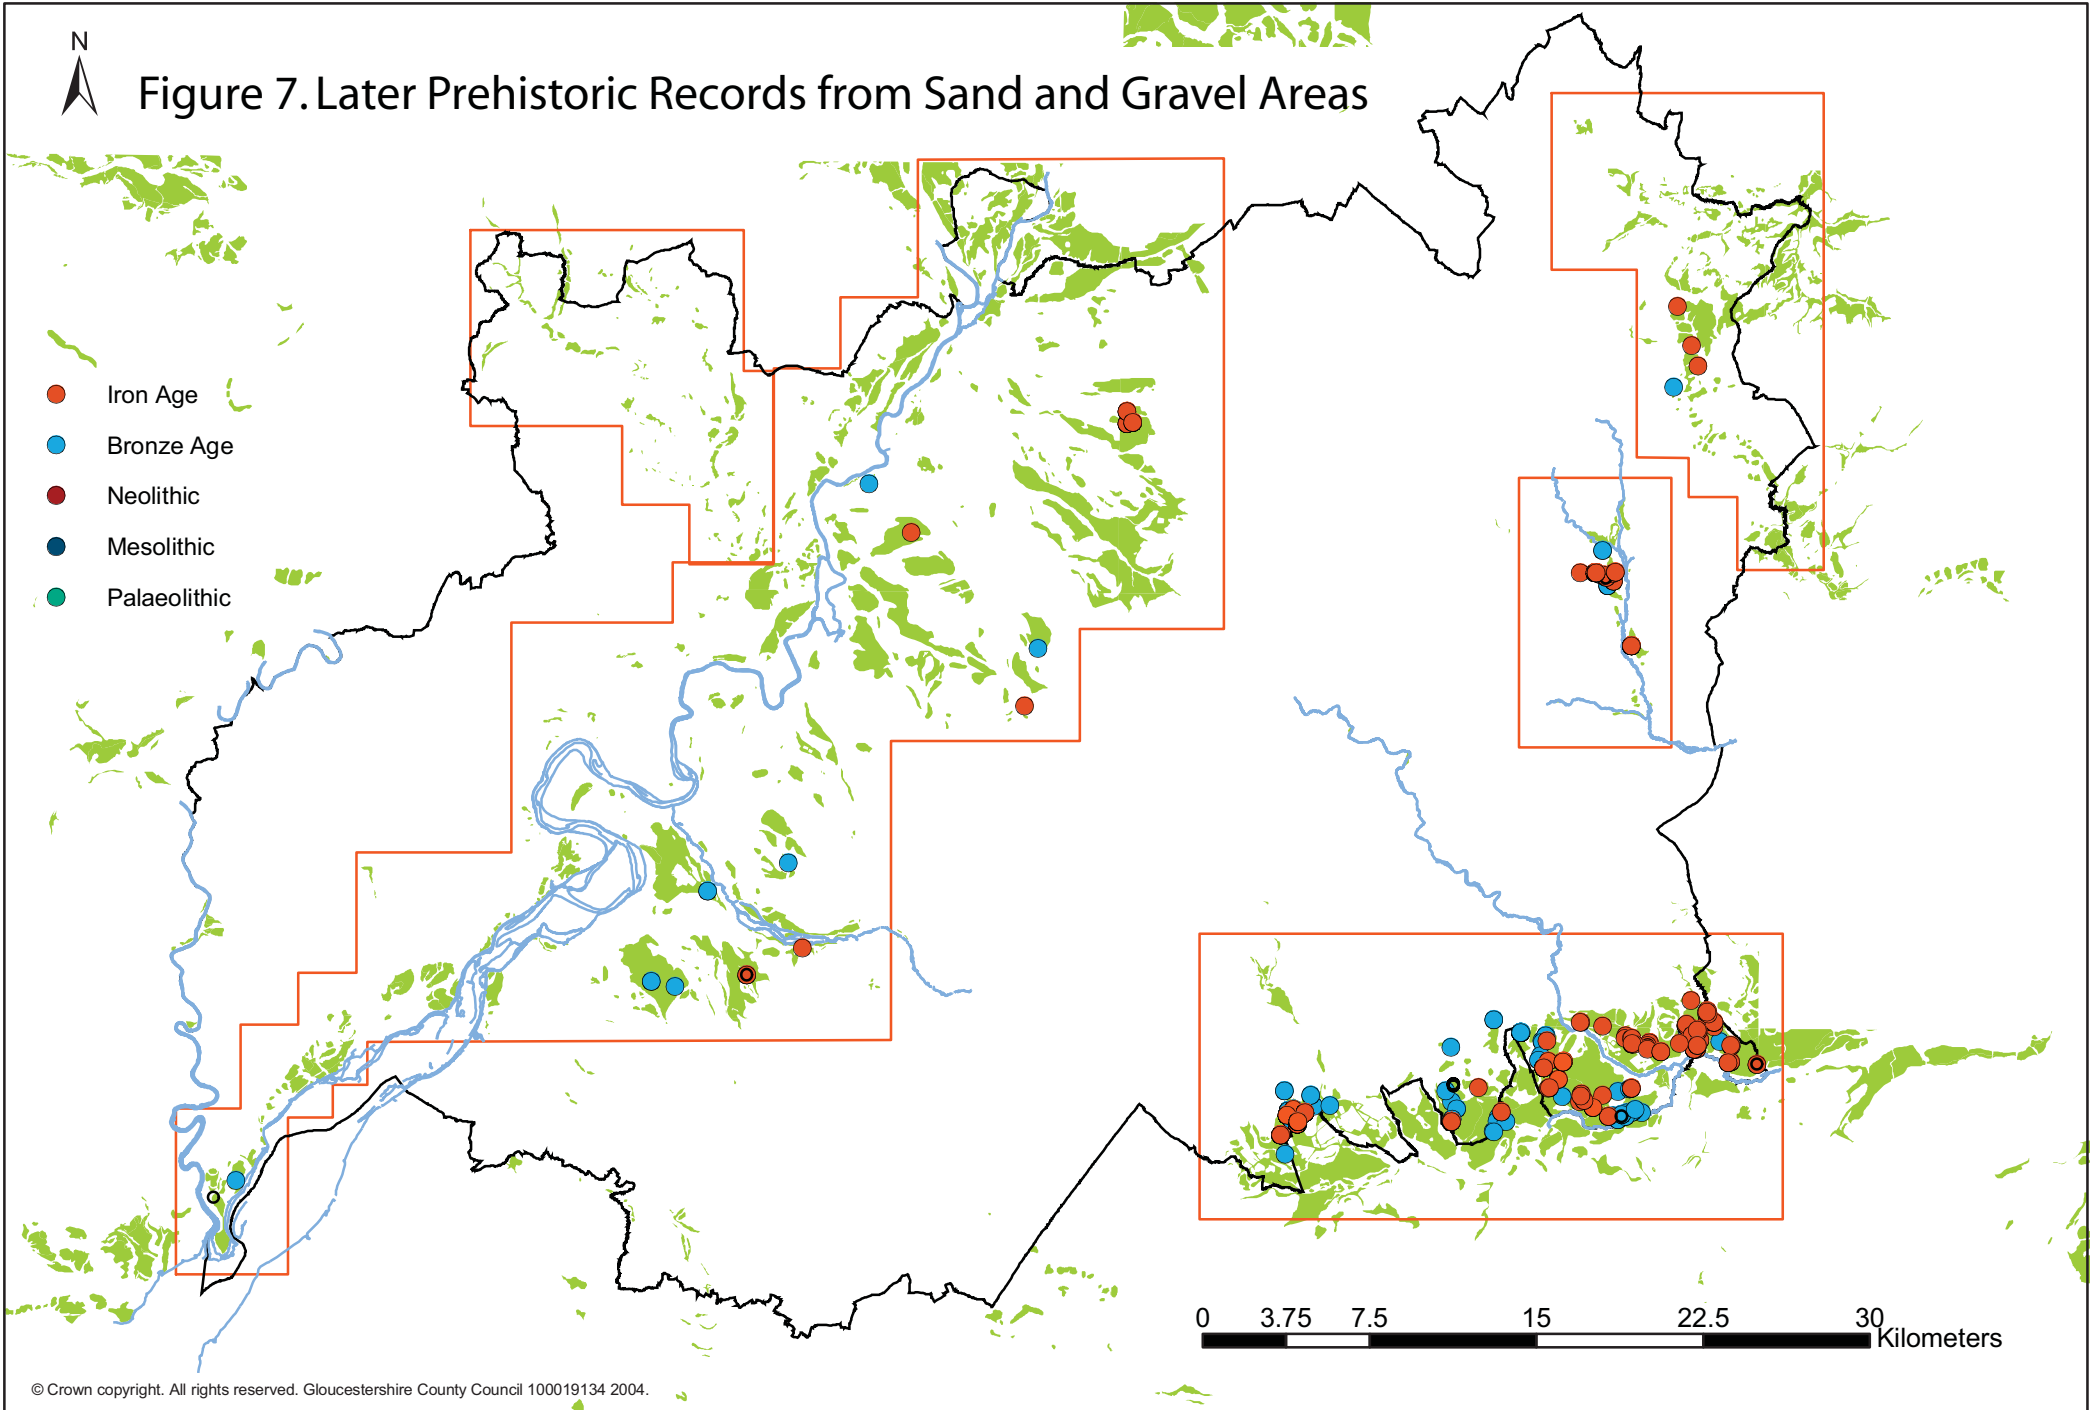 N
Figure 7. Later Prehistoric Records from Sand and Gravel Areas
Iron Age
Bronze Age
Neolithic
Mesolithic
Palaeolithic
0 3.75 7.5 15 22.5 30
Kilometers
© Crown copyright. All rights reserved. Gloucestershire County Council 100019134 2004.